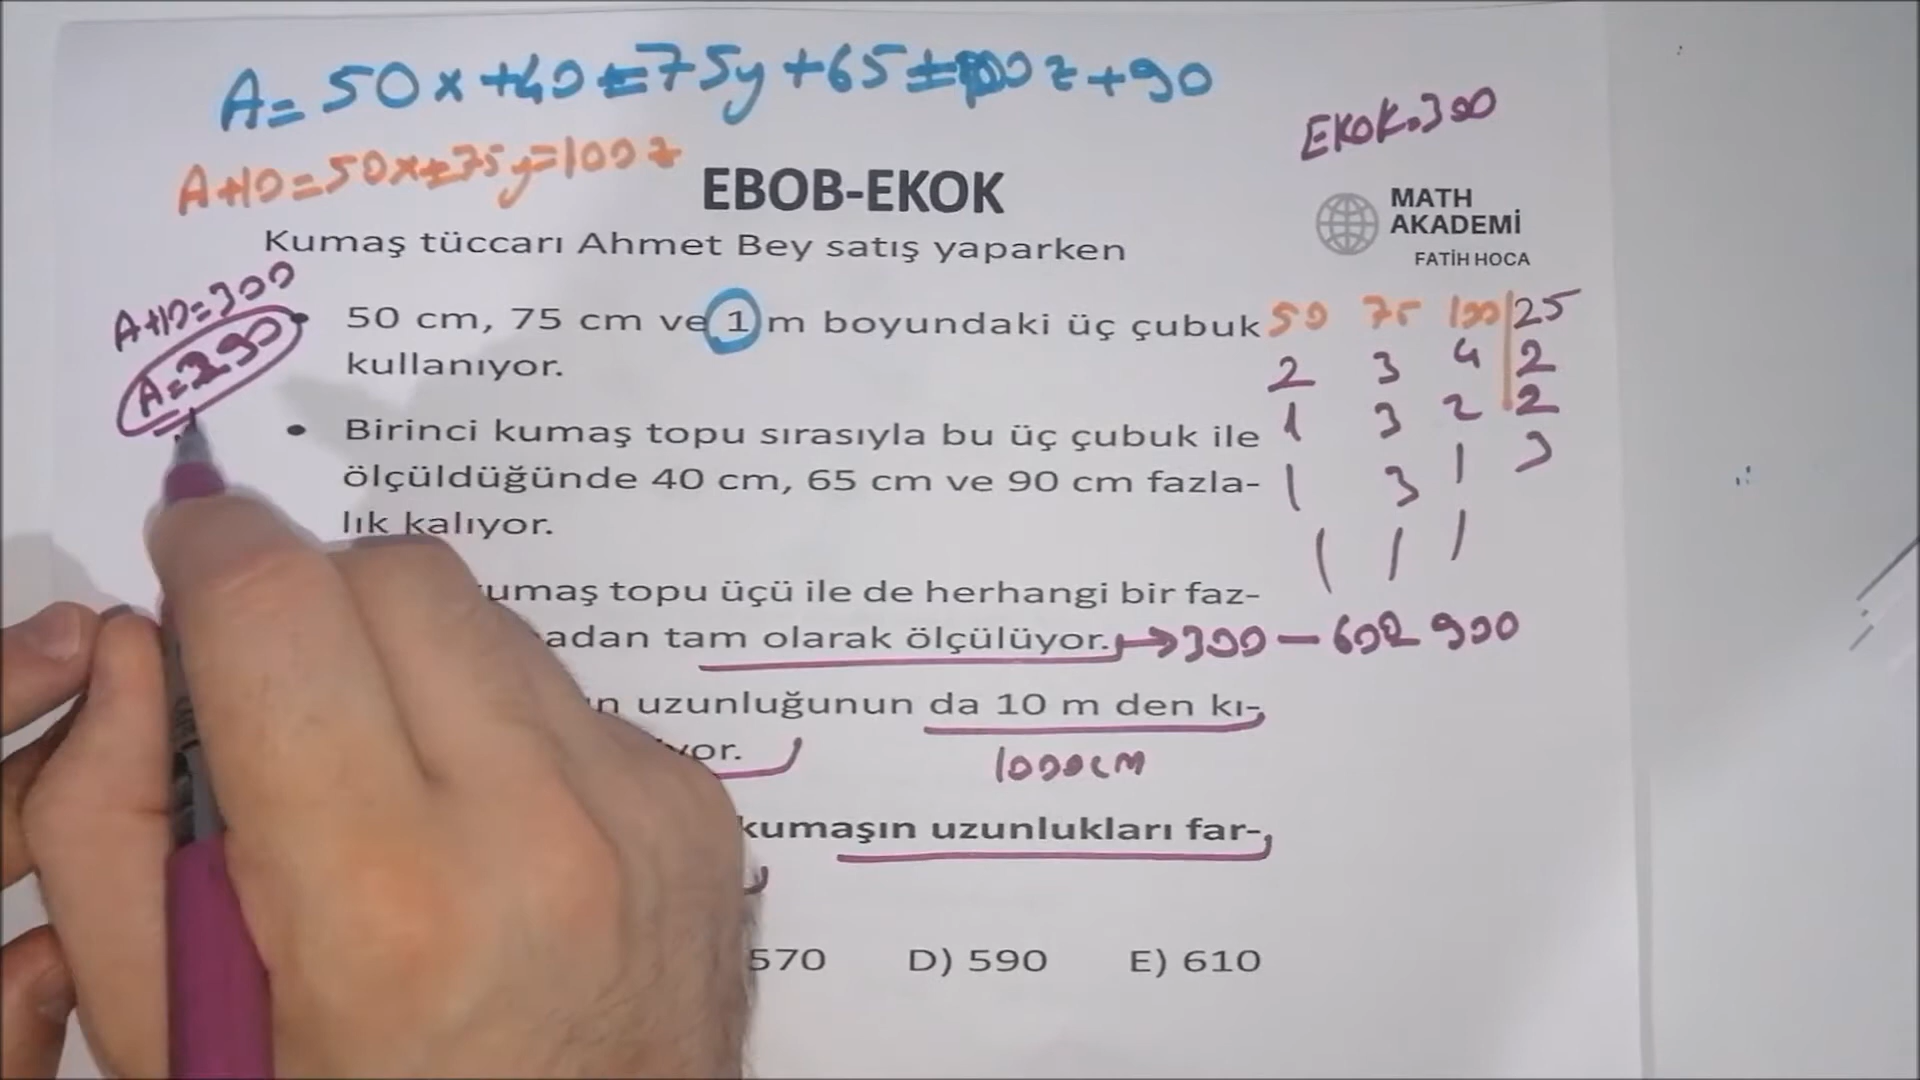 A = 50x + 40 = 75y + 65 = 100z + 90
A+10 = 50x = 75y = 100z
EKOK = 300
EBOB-EKOK
MATH
AKADEMİ
FATİH HOCA
Kumaş tüccarı Ahmet Bey satış yaparken
A+10=300
A=290
• 50 cm, 75 cm ve 1 m boyundaki üç çubuk
kullanıyor.
50 75 100 25
2 3 4 2
1 3 2 2
1 3 1 3
1 1 1
• Birinci kumaş topu sırasıyla bu üç çubuk ile
ölçüldüğünde 40 cm, 65 cm ve 90 cm fazla-
lık kalıyor.
umaş topu üçü ile de herhangi bir faz-
adan tam olarak ölçülüyor. → 300 — 600 900
n uzunluğunun da 10 m den kı-
yor.
1000cm
kumaşın uzunlukları far-
570 D) 590 E) 610